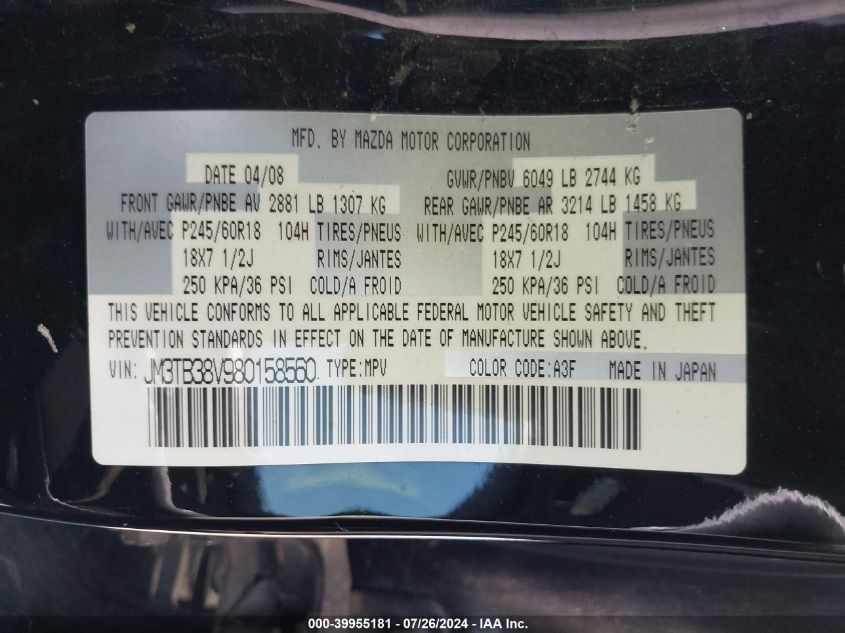 MFD. BY MAZDA MOTOR CORPORATION
DATE 04/08 GVWR/PNBV 6049 LB 2744 KG
FRONT GAWR/PNBE AV 2881 LB 1307 KG REAR GAWR/PNBE AR 3214 LB 1458 KG
WITH/AVEC P245/60R18 104H TIRES/PNEUS WITH/AVEC P245/60R18 104H TIRES/PNEUS
18X7 1/2J RIMS/JANTES 18X7 1/2J RIMS/JANTES
250 KPA/36 PSI COLD/A FROID 250 KPA/36 PSI COLD/A FROID
THIS VEHICLE CONFORMS TO ALL APPLICABLE FEDERAL MOTOR VEHICLE SAFETY AND THEFT
PREVENTION STANDARDS IN EFFECT ON THE DATE OF MANUFACTURE SHOWN ABOVE.
VIN: JM3TB38V980158560 TYPE:MPV COLOR CODE:A3F MADE IN JAPAN
000-39955181 / 07/26/2024 - IAA Inc.